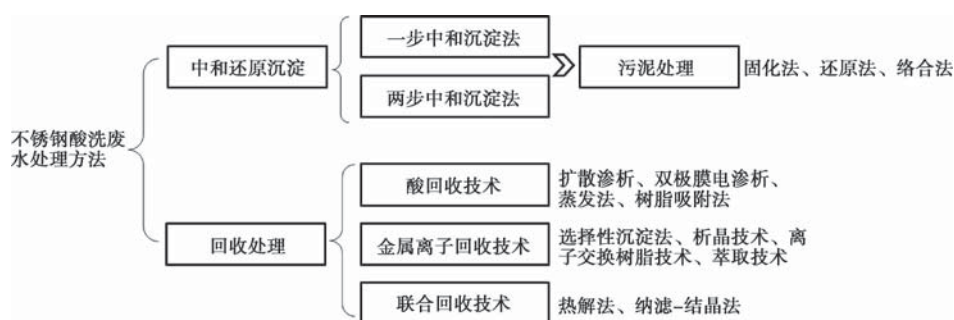 不锈钢酸洗废
水处理方法
中和还原沉淀
一步中和沉淀法
两步中和沉淀法
污泥处理
固化法、还原法、络合法
回收处理
酸回收技术
扩散渗析、双极膜电渗析、
蒸发法、树脂吸附法
金属离子回收技术
选择性沉淀法、析晶技术、离
子交换树脂技术、萃取技术
联合回收技术
热解法、纳滤-结晶法